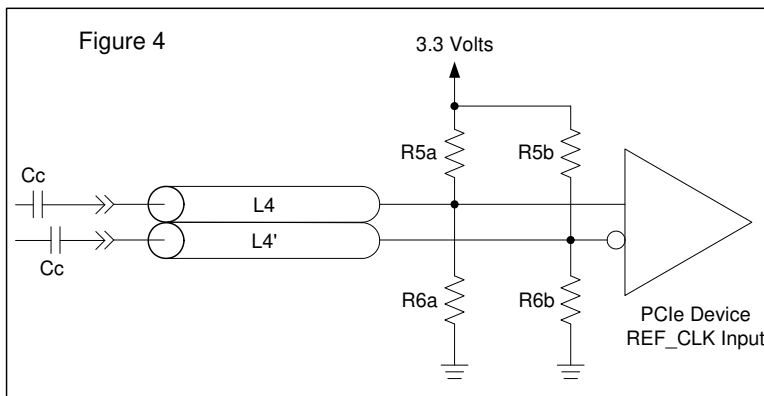 Figure 4
3.3 Volts
R5a
R5b
Cc
L4
L4'
Cc
R6a
R6b
PCIe Device
REF_CLK Input